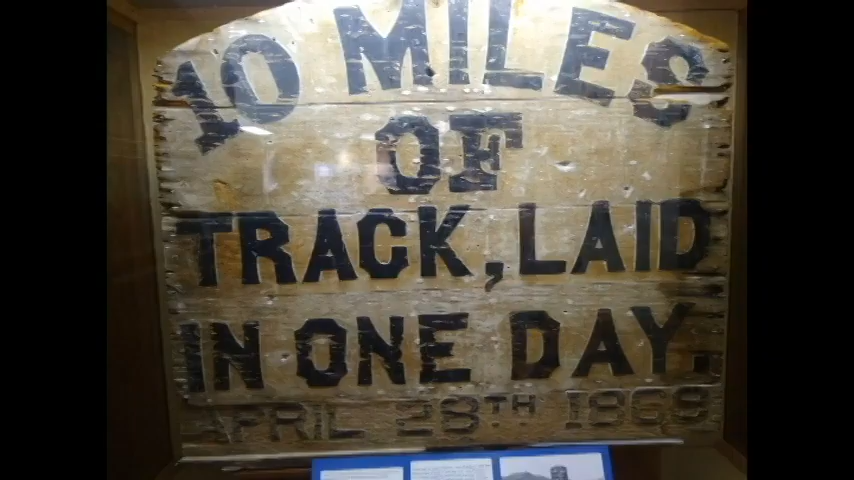 10 MILES
OF
TRACK, LAID
IN ONE DAY.
APRIL 28TH 1869